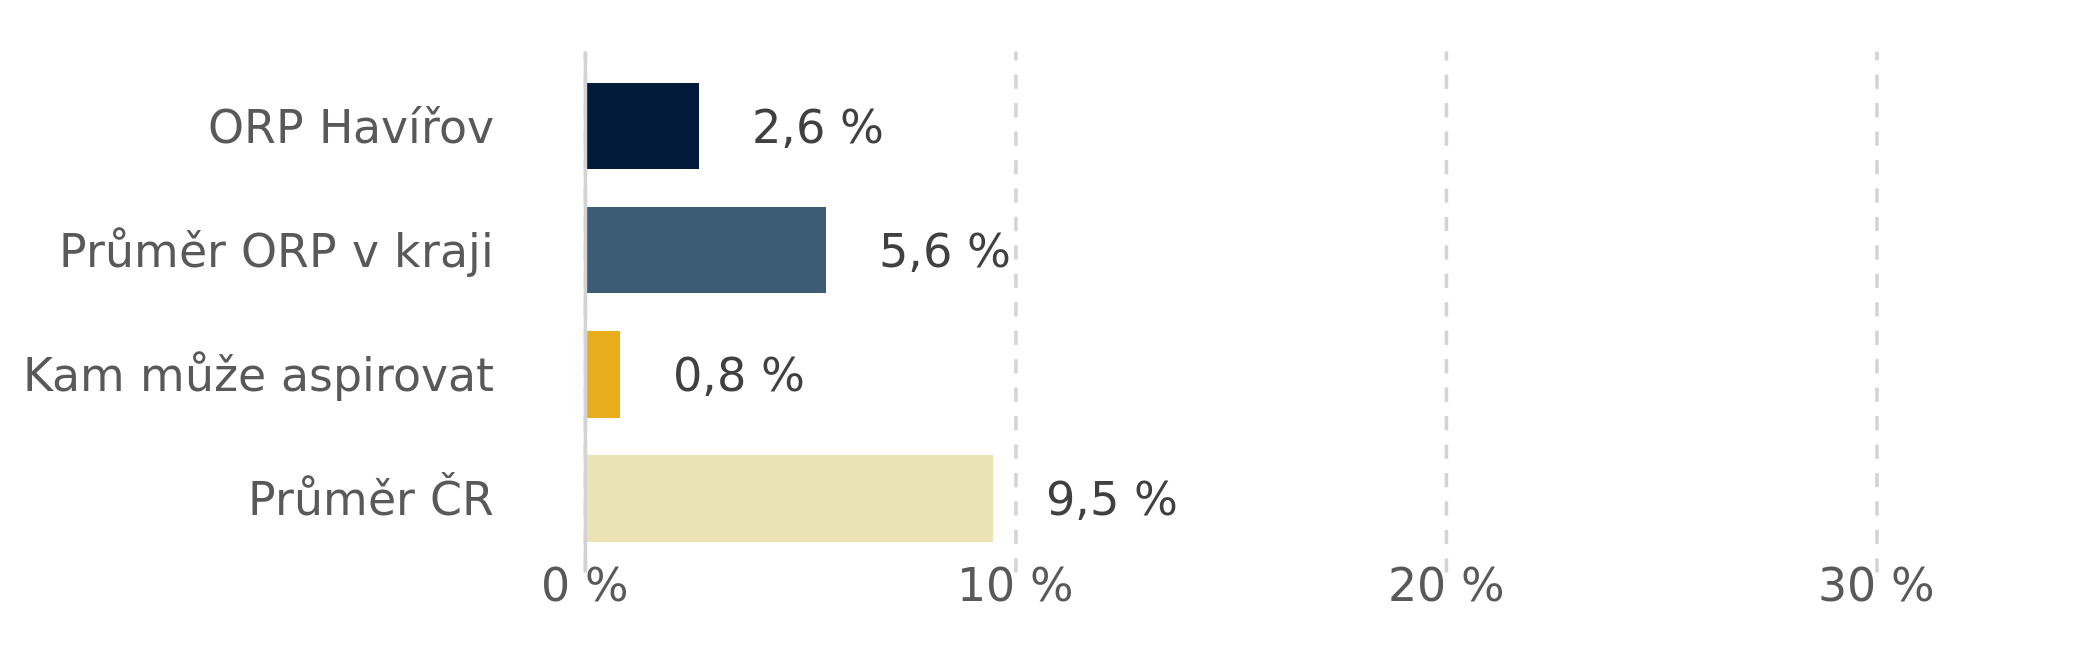 ORP Havířov 2,6 %
Průměr ORP v kraji 5,6 %
Kam může aspirovat 0,8 %
Průměr ČR 9,5 %
0 % 10 % 20 % 30 %